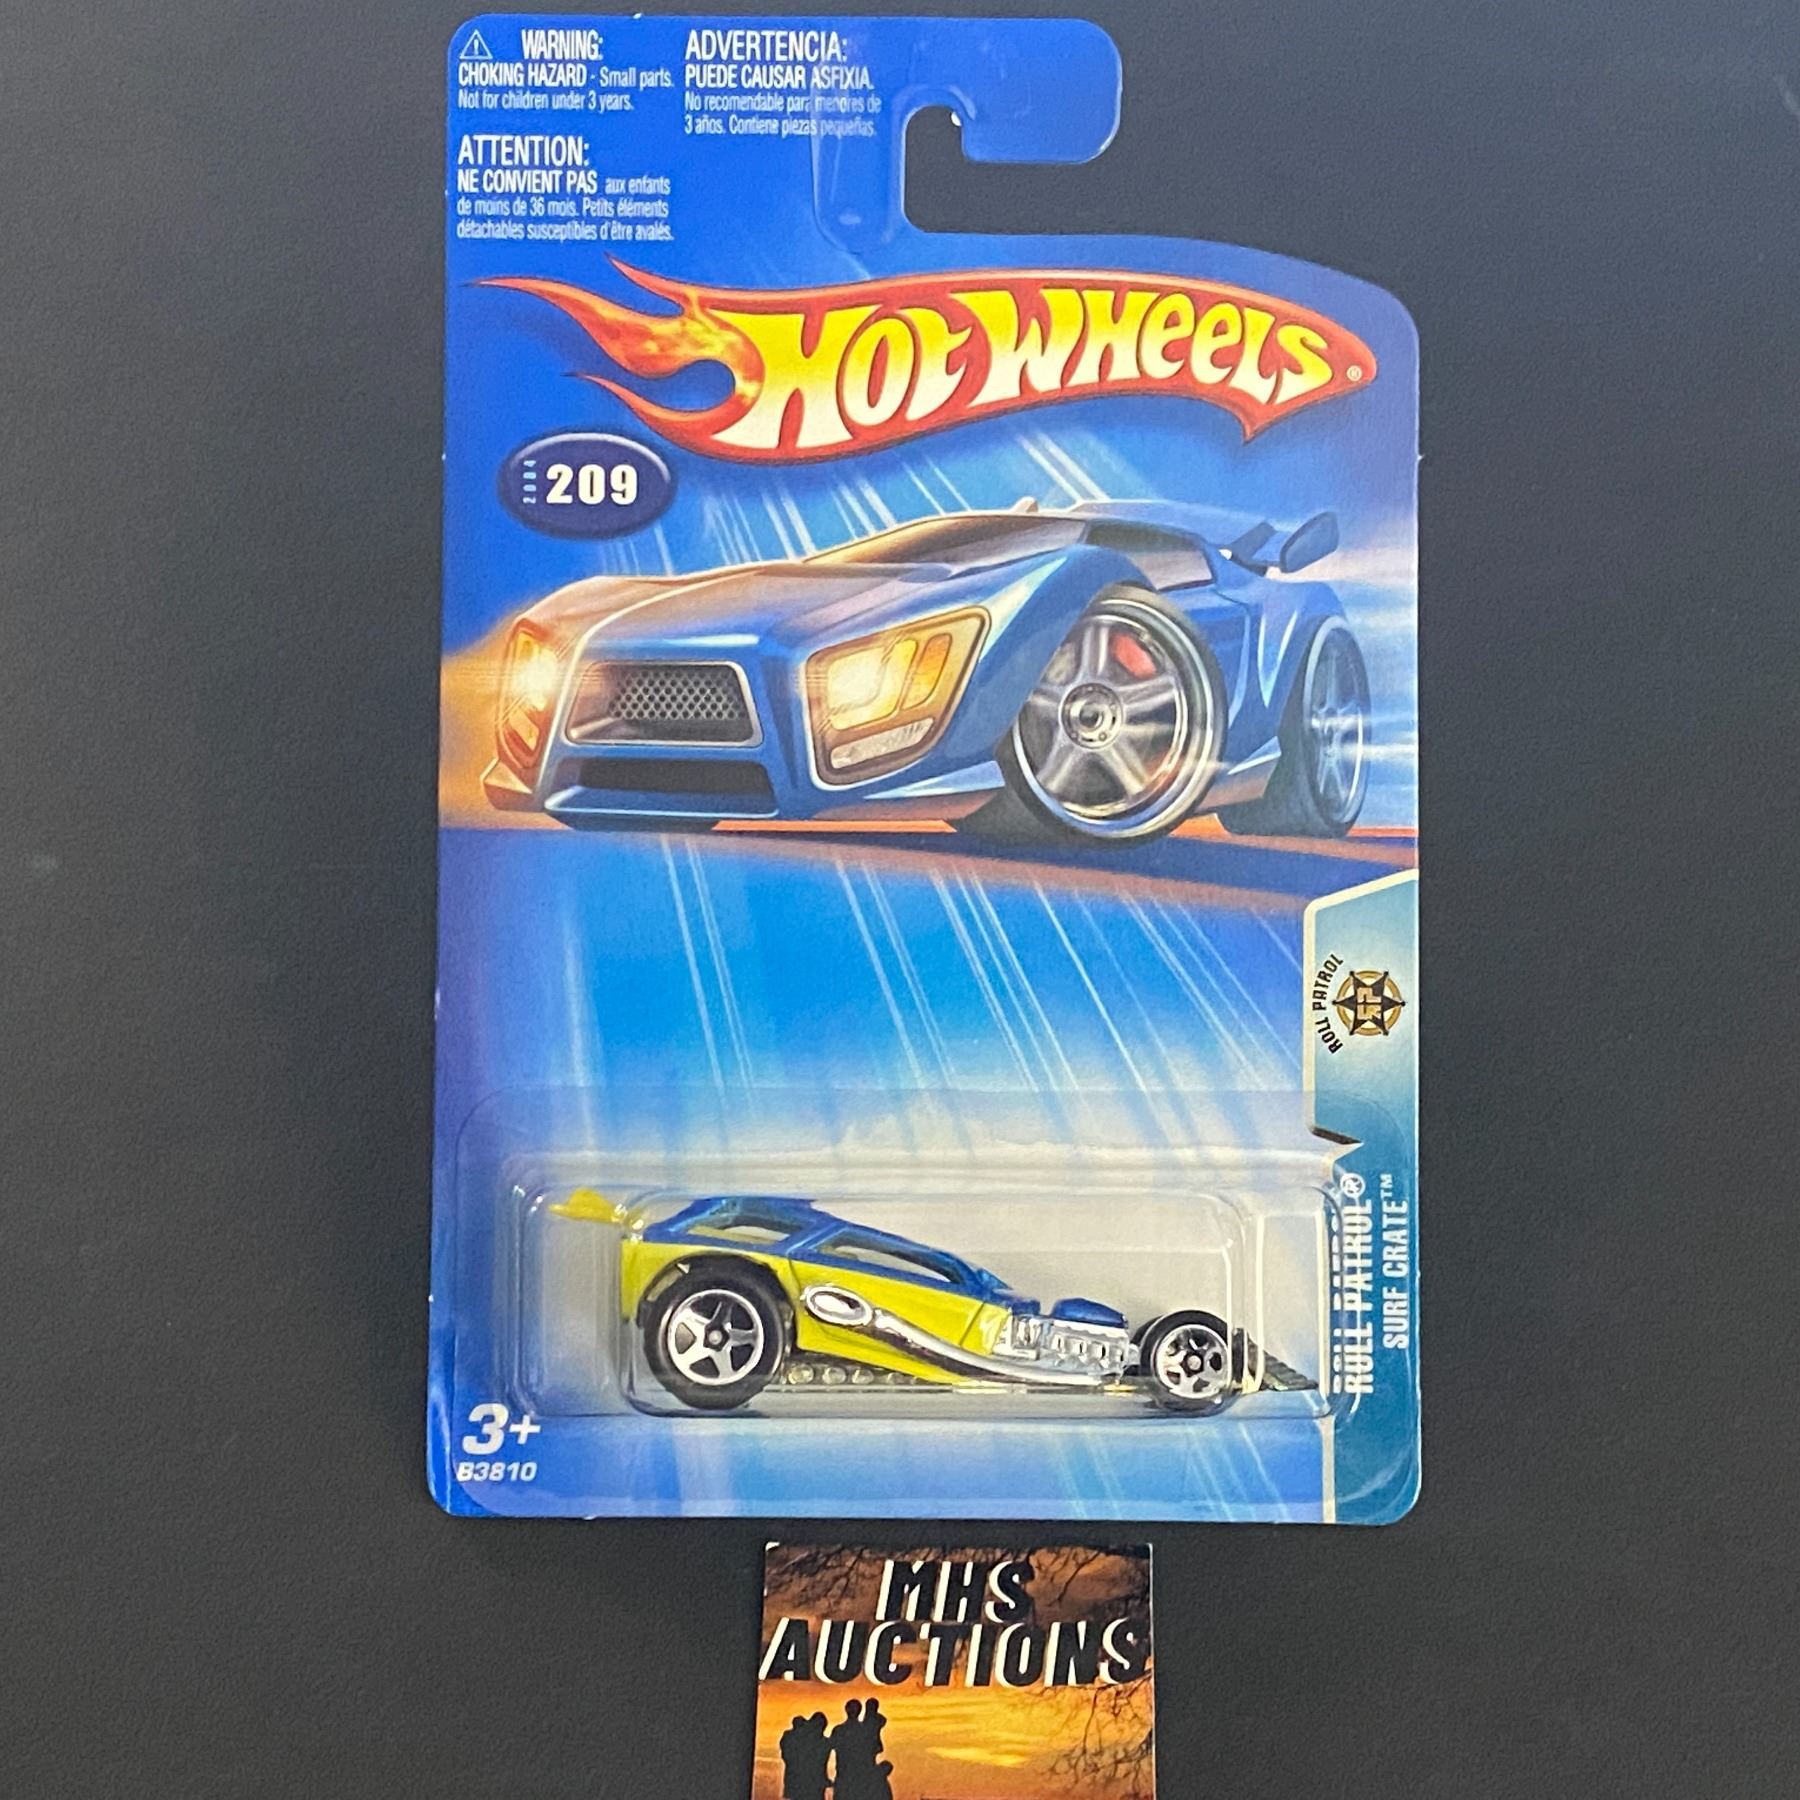 WARNING:
CHOKING HAZARD - Small parts.
Not for children under 3 years.
ADVERTENCIA:
PUEDE CAUSAR ASFIXIA.
No recomendable para menores de
3 años. Contiene piezas pequeñas.
ATTENTION:
NE CONVIENT PAS aux enfants
de moins de 36 mois. Petits éléments
détachables susceptibles d'être avalés.
HOT WHEELS®
2004 209
ROLL PATROL
RP
ROLL PATROL®
SURF CRATE™
3+
B3810
MHS
AUCTIONS